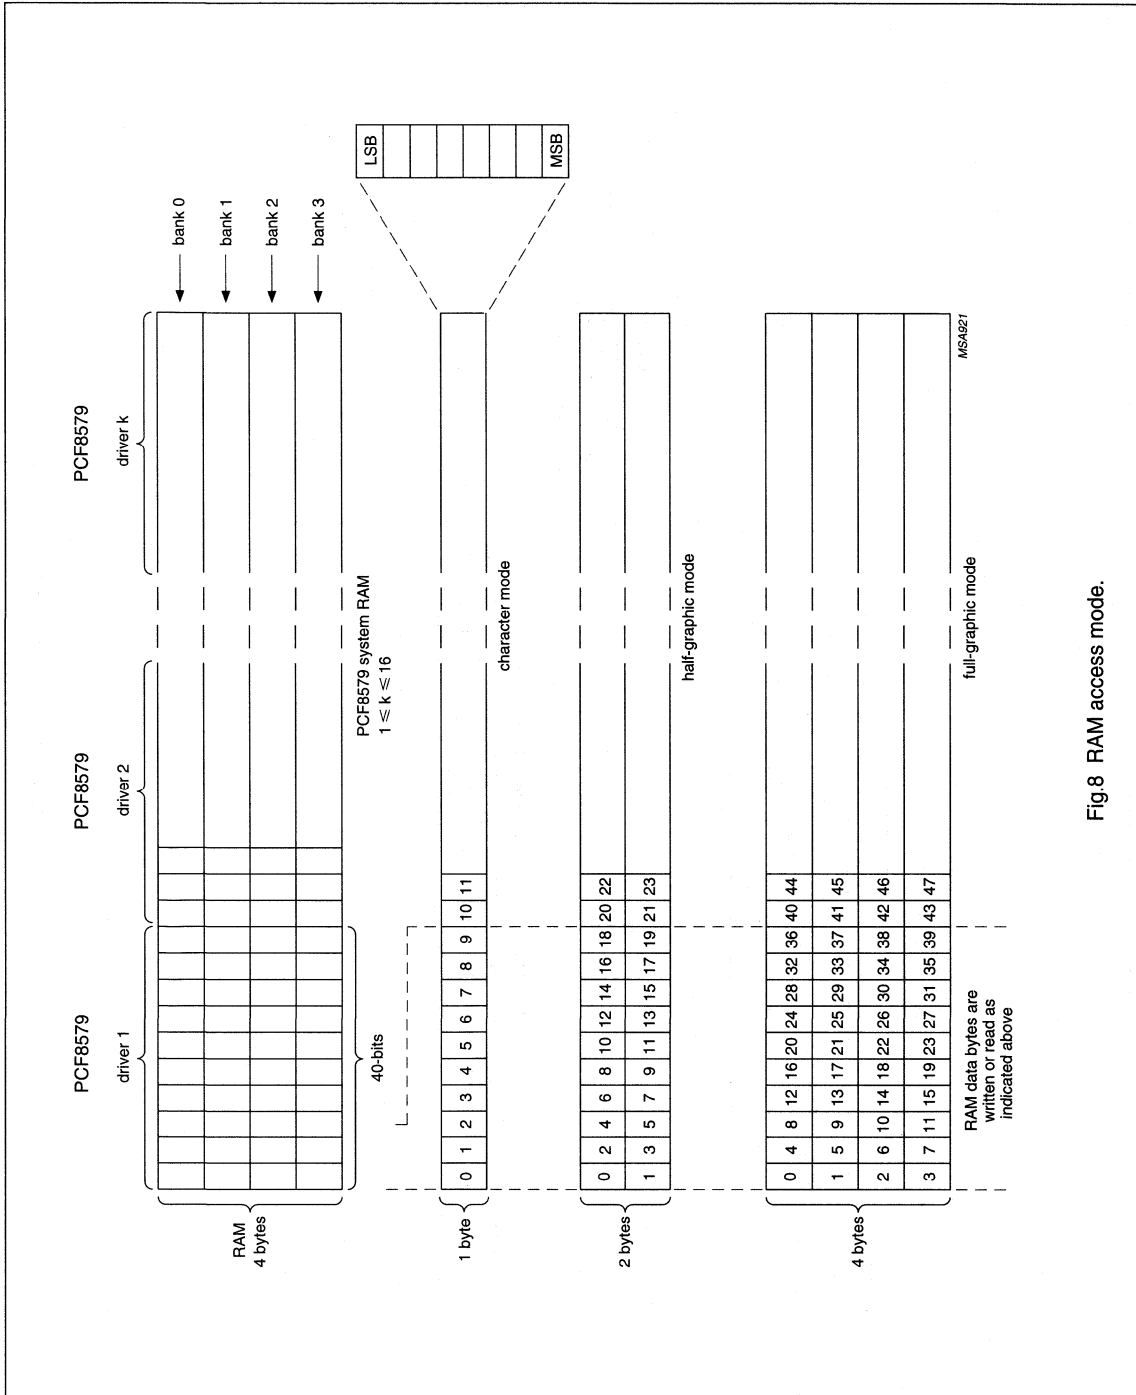 PCF8579 PCF8579 PCF8579
driver 1 driver 2 driver k
RAM
4 bytes
bank 0
bank 1
bank 2
bank 3
40-bits
PCF8579 system RAM
1 ≤ k ≤ 16
LSB
MSB
1 byte
0 1 2 3 4 5 6 7 8 9 10 11
character mode
2 bytes
0 2 4 6 8 10 12 14 16 18 20 22
1 3 5 7 9 11 13 15 17 19 21 23
half-graphic mode
4 bytes
0 4 8 12 16 20 24 28 32 36 40 44
1 5 9 13 17 21 25 29 33 37 41 45
2 6 10 14 18 22 26 30 34 38 42 46
3 7 11 15 19 23 27 31 35 39 43 47
RAM data bytes are
written or read as
indicated above
full-graphic mode
MSA921
Fig.8 RAM access mode.